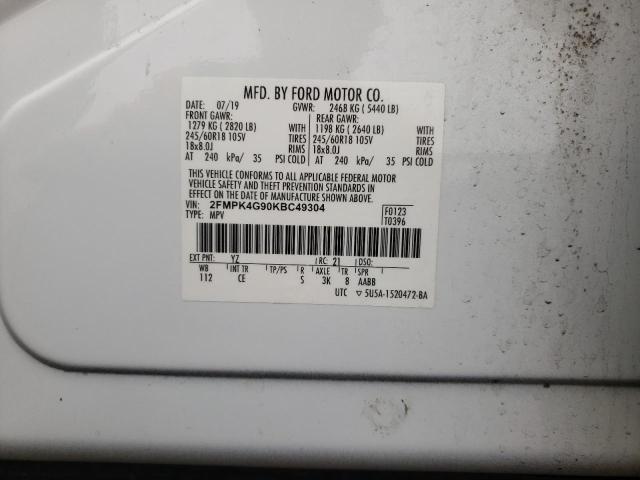 MFD. BY FORD MOTOR CO.
DATE: 07/19 GVWR: 2468 KG ( 5440 LB)
FRONT GAWR: REAR GAWR:
1279 KG ( 2820 LB) WITH 1198 KG ( 2640 LB) WITH
245/60R18 105V TIRES 245/60R18 105V TIRES
18x8.0J RIMS 18x8.0J RIMS
AT 240 kPa/ 35 PSI COLD AT 240 kPa/ 35 PSI COLD
THIS VEHICLE CONFORMS TO ALL APPLICABLE FEDERAL MOTOR
VEHICLE SAFETY AND THEFT PREVENTION STANDARDS IN
EFFECT ON THE DATE OF MANUFACTURE SHOWN ABOVE.
VIN: 2FMPK4G90KBC49304 F0123
TYPE: MPV T0396
EXT PNT: YZ RC: 21 DSO:
WB INT TR TP/PS R AXLE TR SPR
112 CE S 3K 8 AABB
UTC ▽ 5U5A-1520472-BA